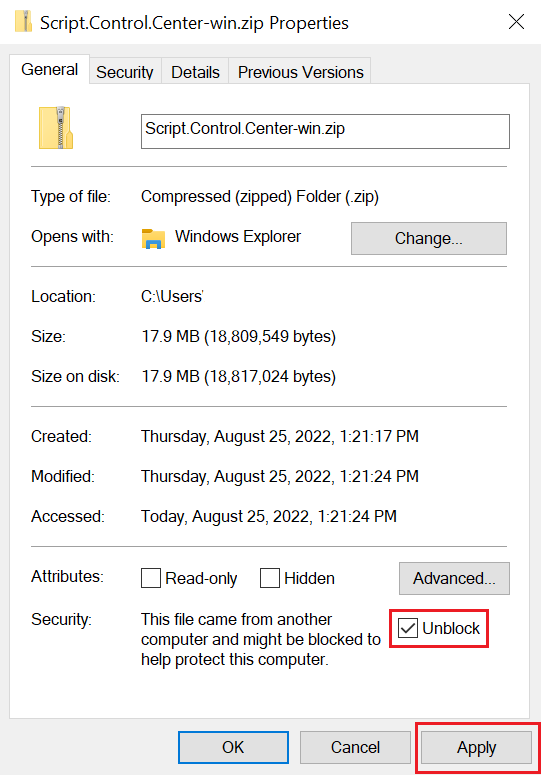 Script.Control.Center-win.zip Properties
General Security Details Previous Versions
Script.Control.Center-win.zip
Type of file: Compressed (zipped) Folder (.zip)
Opens with: Windows Explorer Change...
Location: C:\Users'
Size: 17.9 MB (18,809,549 bytes)
Size on disk: 17.9 MB (18,817,024 bytes)
Created: Thursday, August 25, 2022, 1:21:17 PM
Modified: Thursday, August 25, 2022, 1:21:24 PM
Accessed: Today, August 25, 2022, 1:21:24 PM
Attributes: Read-only Hidden Advanced...
Security: This file came from another
computer and might be blocked to
help protect this computer.
Unblock
OK Cancel Apply